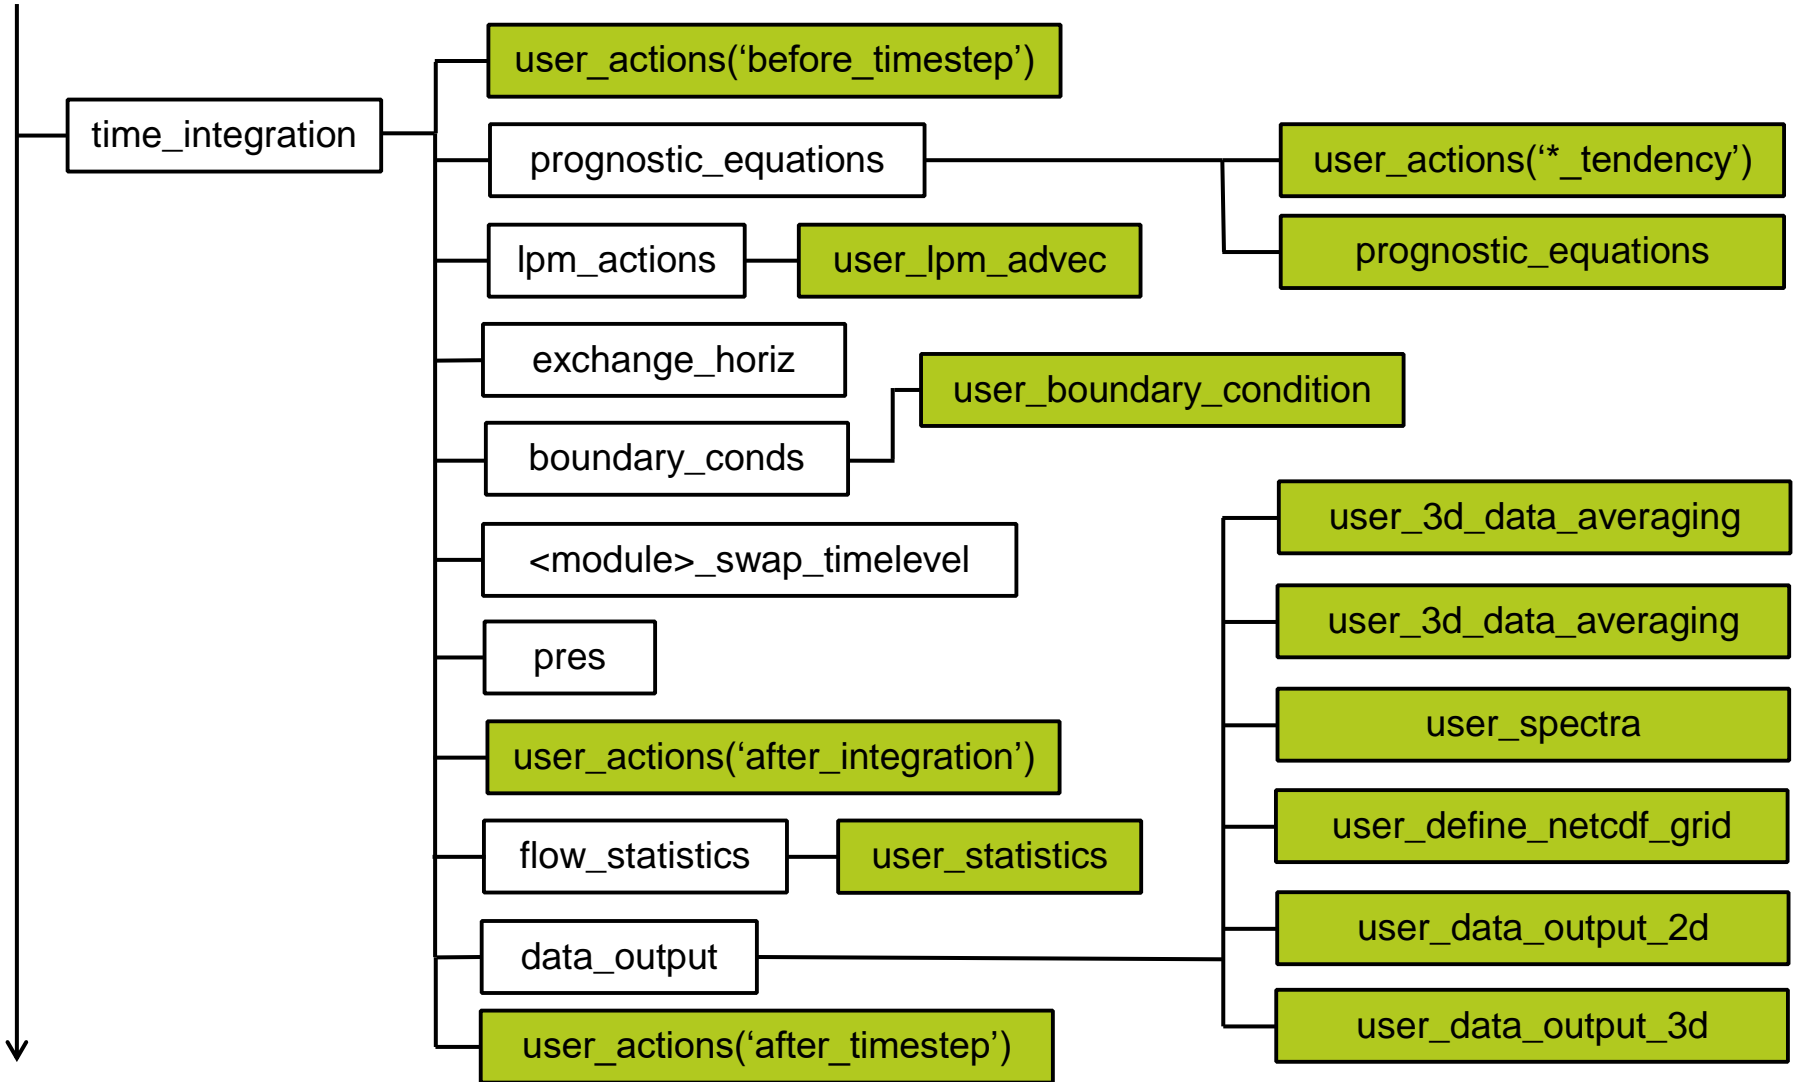 user_actions(‘before_timestep’)
time_integration
prognostic_equations
user_actions(‘*_tendency’)
prognostic_equations
lpm_actions
user_lpm_advec
exchange_horiz
user_boundary_condition
boundary_conds
<module>_swap_timelevel
pres
user_actions(‘after_integration’)
flow_statistics
user_statistics
data_output
user_3d_data_averaging
user_3d_data_averaging
user_spectra
user_define_netcdf_grid
user_data_output_2d
user_data_output_3d
user_actions(‘after_timestep’)